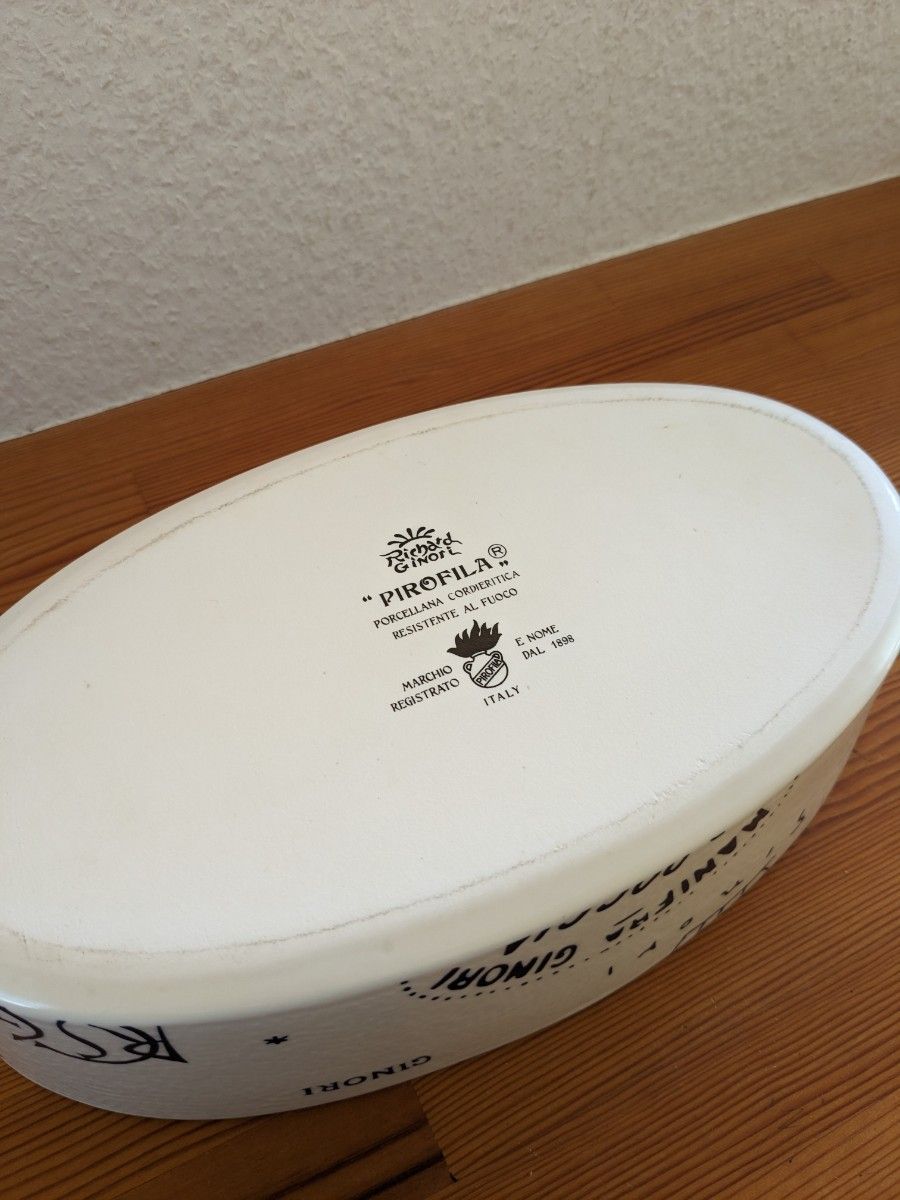 Richard
GINORI
"PIROFILA"®
PORCELLANA CORDIERITICA
RESISTENTE AL FUOCO
MARCHIO E NOME
REGISTRATO DAL 1898
PIROFILA
ITALY
GINORI
GINORI